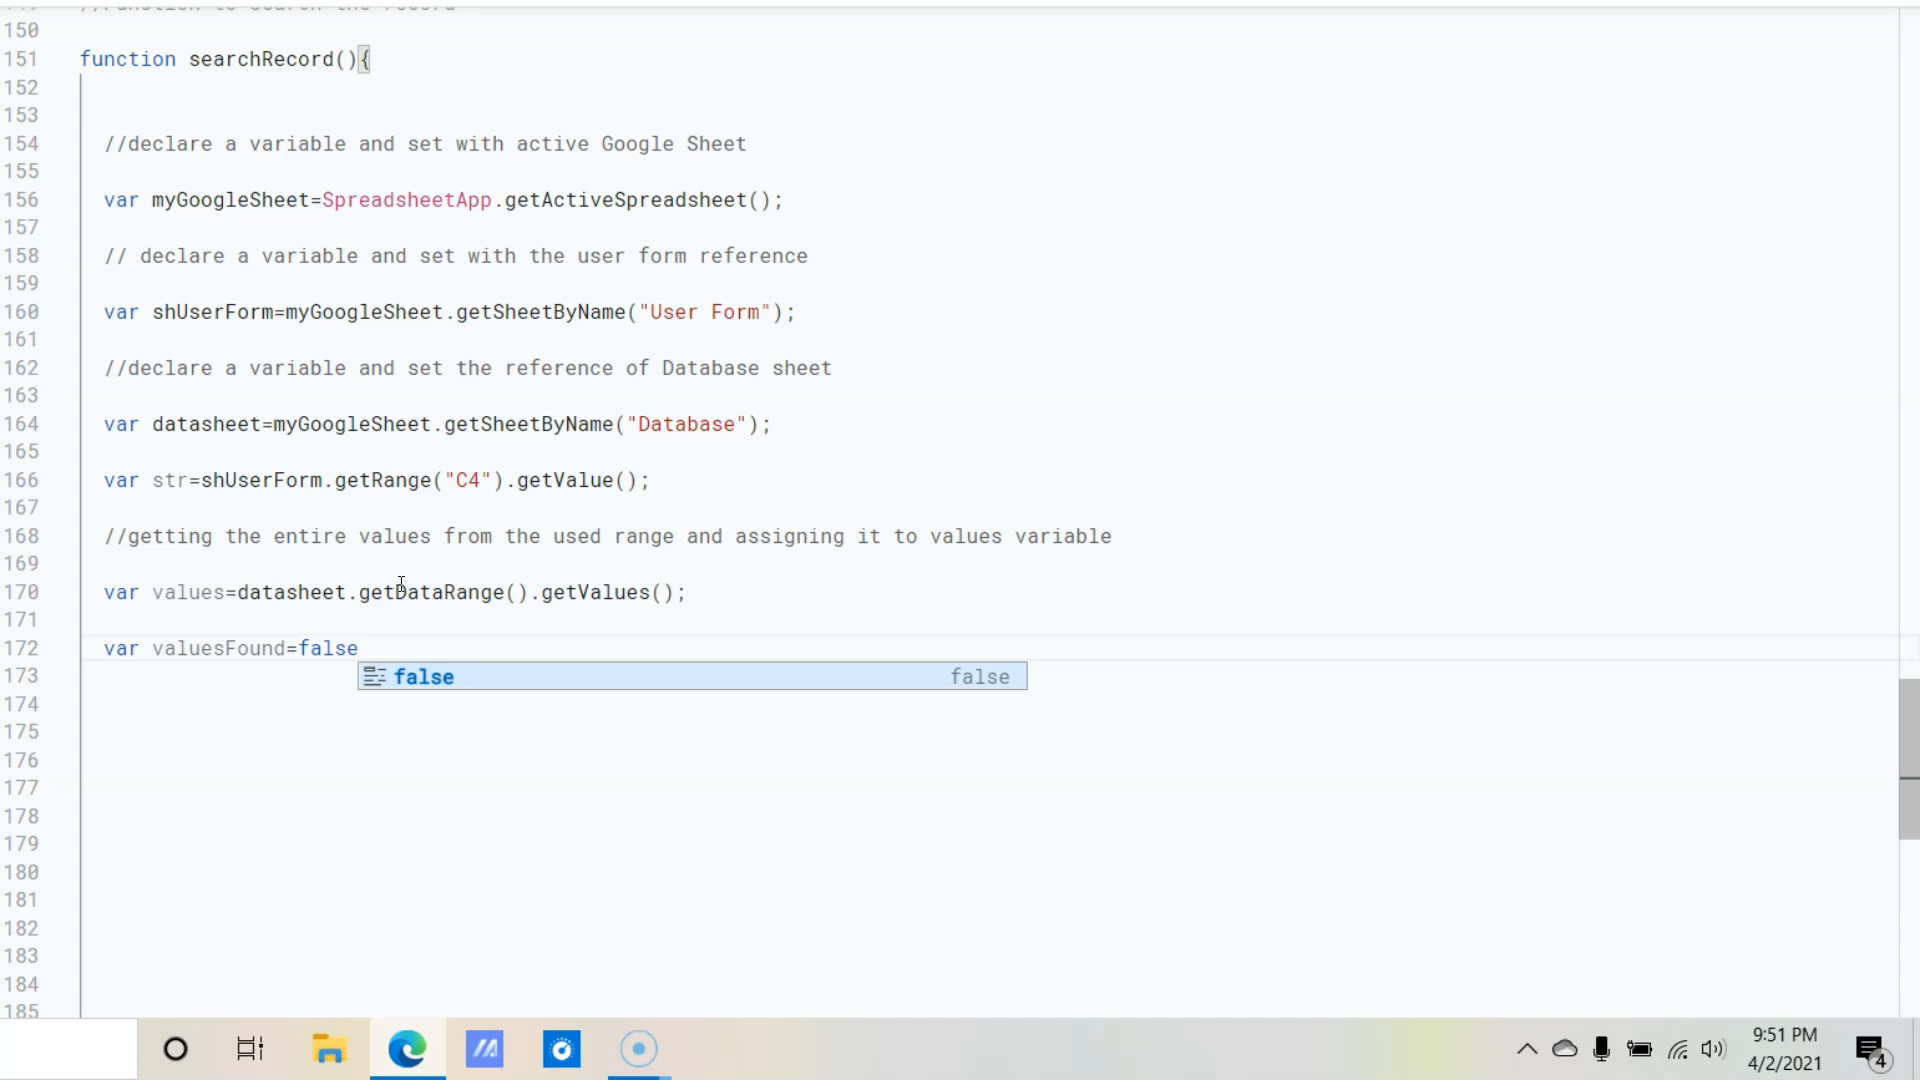 150
151 function searchRecord(){
152
153
154 //declare a variable and set with active Google Sheet
155
156 var myGoogleSheet=SpreadsheetApp.getActiveSpreadsheet();
157
158 // declare a variable and set with the user form reference
159
160 var shUserForm=myGoogleSheet.getSheetByName("User Form");
161
162 //declare a variable and set the reference of Database sheet
163
164 var datasheet=myGoogleSheet.getSheetByName("Database");
165
166 var str=shUserForm.getRange("C4").getValue();
167
168 //getting the entire values from the used range and assigning it to values variable
169
170 var values=datasheet.getDataRange().getValues();
171
172 var valuesFound=false
173 false false
174
175
176
177
178
179
180
181
182
183
184
185
9:51 PM
4/2/2021
4